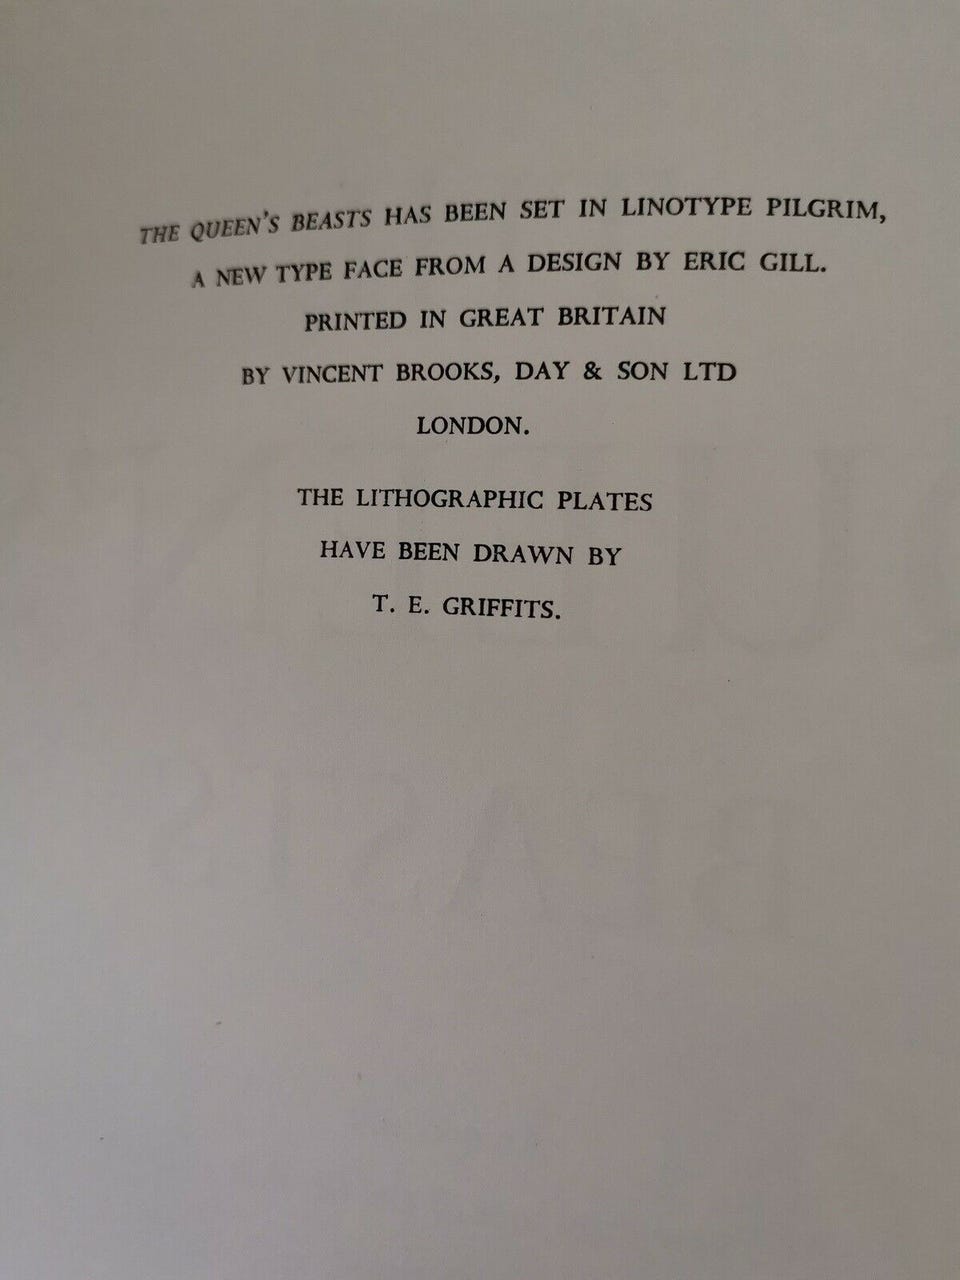 THE QUEEN'S BEASTS HAS BEEN SET IN LINOTYPE PILGRIM,
A NEW TYPE FACE FROM A DESIGN BY ERIC GILL.
PRINTED IN GREAT BRITAIN
BY VINCENT BROOKS, DAY & SON LTD
LONDON.
THE LITHOGRAPHIC PLATES
HAVE BEEN DRAWN BY
T. E. GRIFFITS.